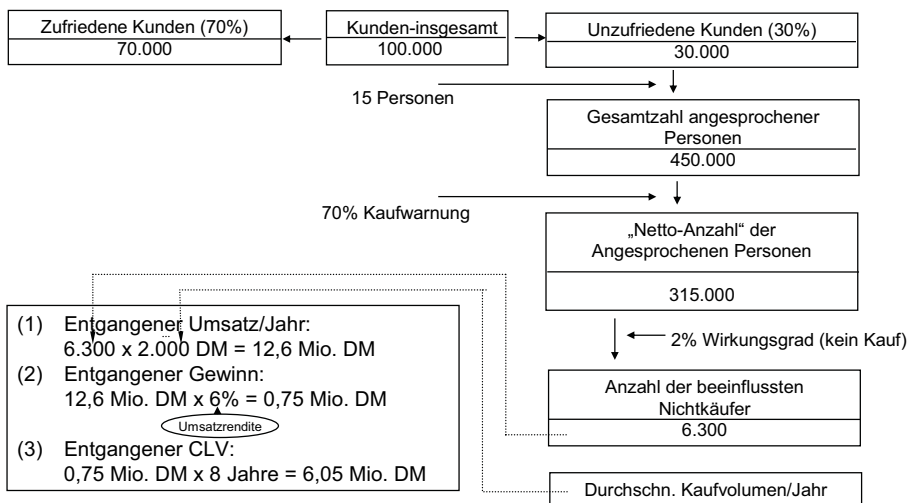 Zufriedene Kunden (70%)
70.000
Kunden-insgesamt
100.000
Unzufriedene Kunden (30%)
30.000
15 Personen
Gesamtzahl angesprochener
Personen
450.000
70% Kaufwarnung
„Netto-Anzahl“ der
Angesprochenen Personen
315.000
2% Wirkungsgrad (kein Kauf)
Anzahl der beeinflussten
Nichtkäufer
6.300
Durchschn. Kaufvolumen/Jahr
(1) Entgangener Umsatz/Jahr:
6.300 x 2.000 DM = 12,6 Mio. DM
(2) Entgangener Gewinn:
12,6 Mio. DM x 6% = 0,75 Mio. DM
Umsatzrendite
(3) Entgangener CLV:
0,75 Mio. DM x 8 Jahre = 6,05 Mio. DM